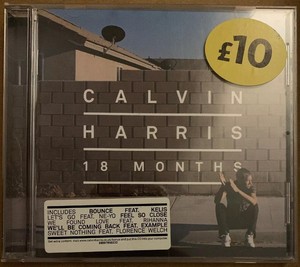 £10
CALVIN
HARRIS
18 MONTHS
INCLUDES BOUNCE FEAT. KELIS
LET'S GO FEAT. NE-YO FEEL SO CLOSE
WE FOUND LOVE FEAT. RIHANNA
WE'LL BE COMING BACK FEAT. EXAMPLE
SWEET NOTHING FEAT. FLORENCE WELCH